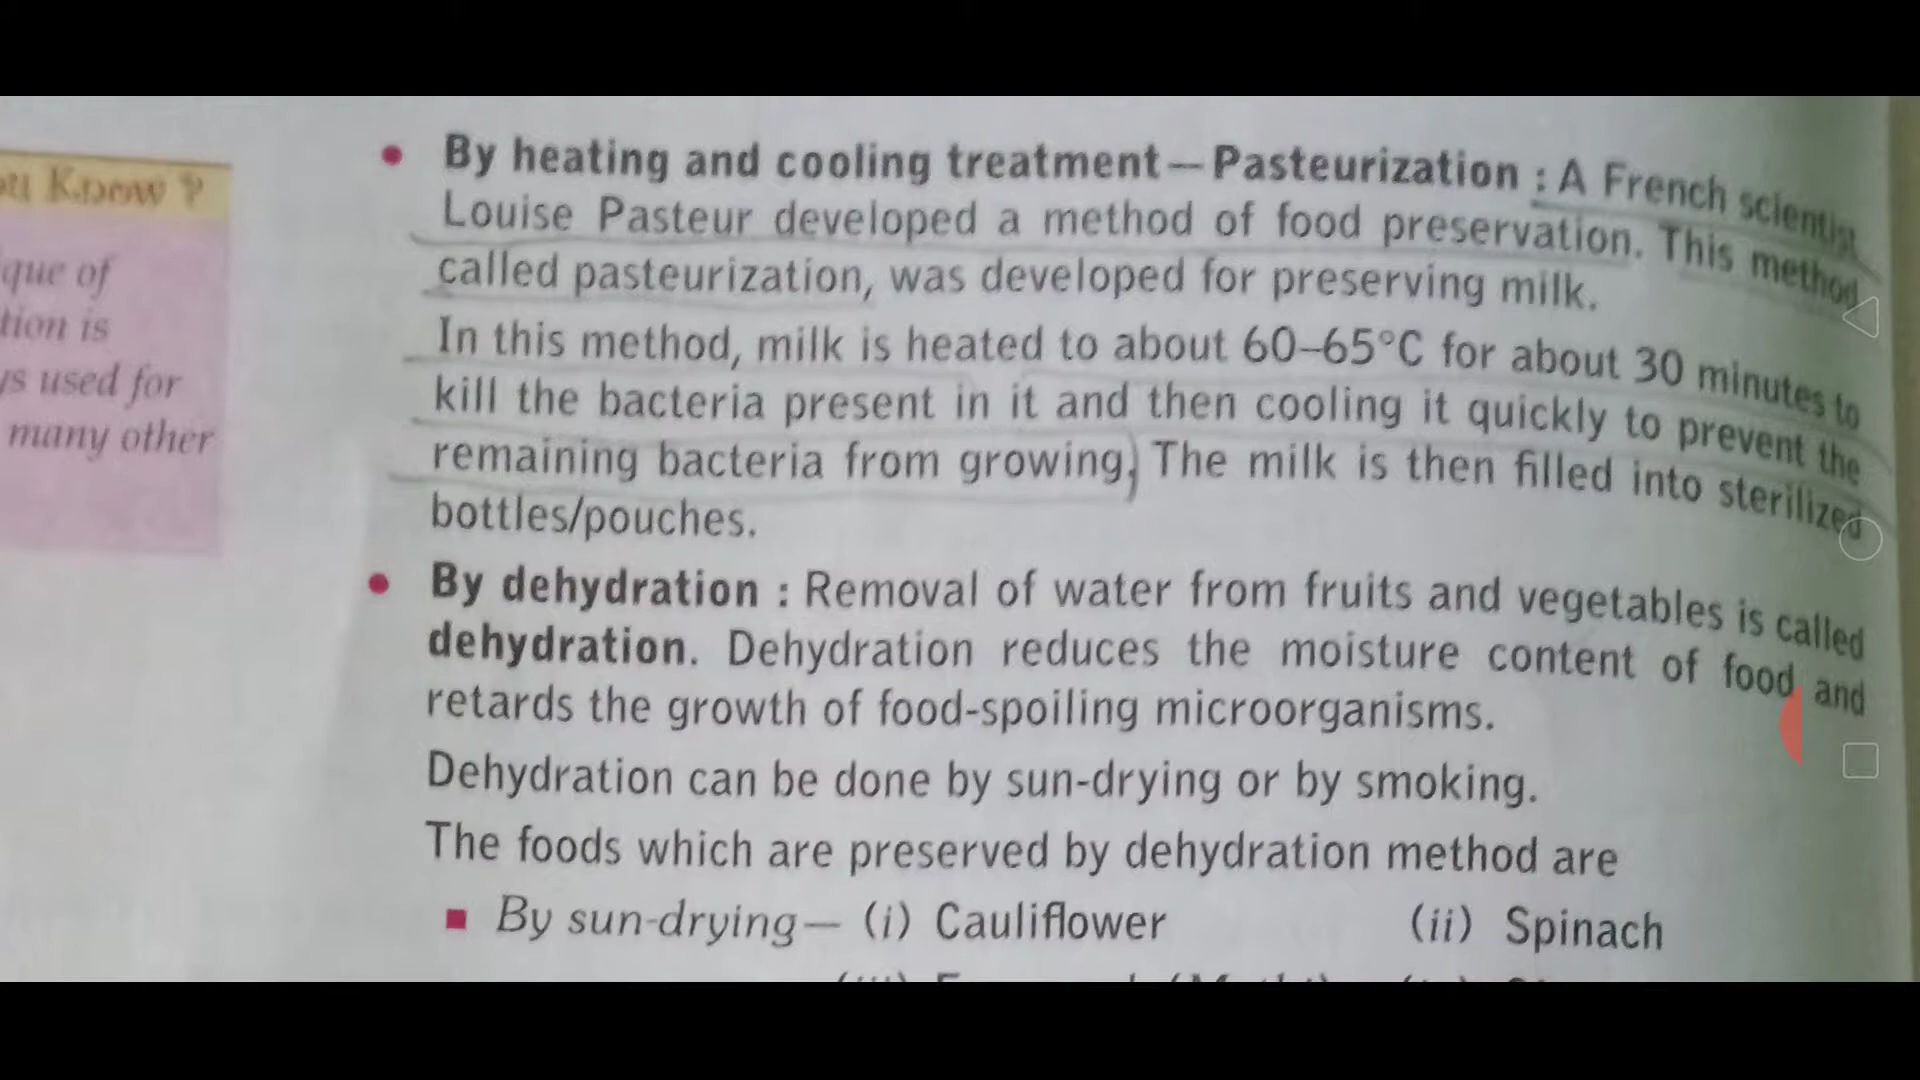 ou Know ?
que of
tion is
ys used for
many other
• By heating and cooling treatment — Pasteurization : A French scientist
Louise Pasteur developed a method of food preservation. This method
called pasteurization, was developed for preserving milk.
In this method, milk is heated to about 60–65°C for about 30 minutes to
kill the bacteria present in it and then cooling it quickly to prevent the
remaining bacteria from growing. The milk is then filled into sterilized
bottles/pouches.
• By dehydration : Removal of water from fruits and vegetables is called
dehydration. Dehydration reduces the moisture content of food and
retards the growth of food-spoiling microorganisms.
Dehydration can be done by sun-drying or by smoking.
The foods which are preserved by dehydration method are
■ By sun-drying— (i) Cauliflower (ii) Spinach